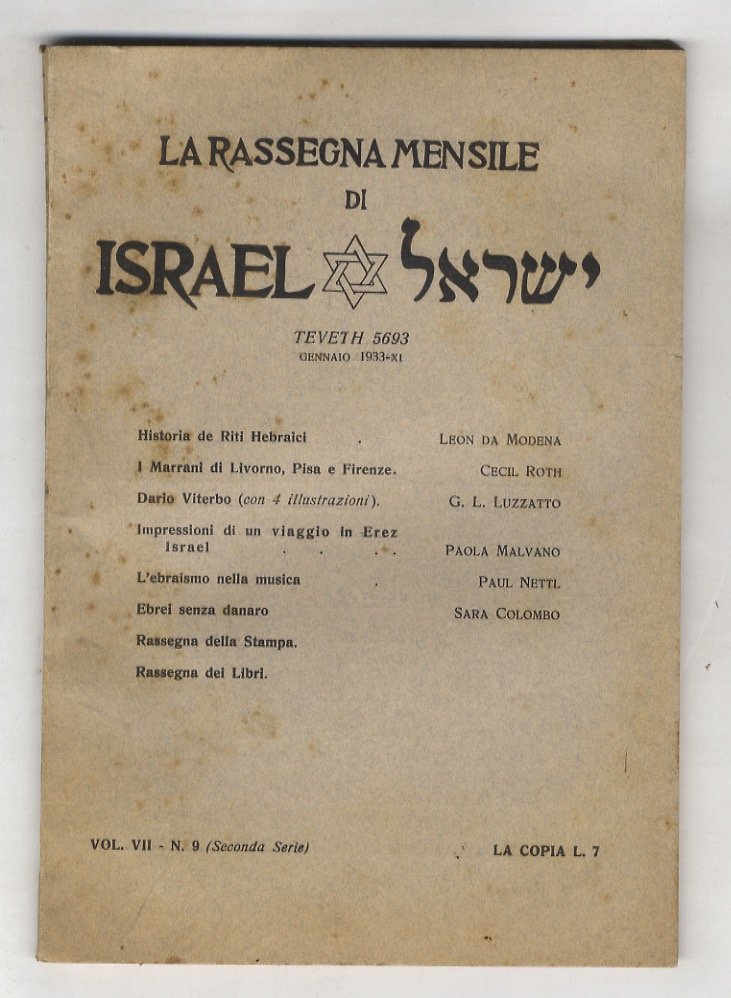 LA RASSEGNA MENSILE
DI
ISRAEL ישראל
TEVETH 5693
GENNAIO 1933-XI
Historia de Riti Hebraici . LEON DA MODENA
I Marrani di Livorno, Pisa e Firenze. CECIL ROTH
Dario Viterbo (con 4 illustrazioni). G. L. LUZZATTO
Impressioni di un viaggio in Erez
Israel . . . . PAOLA MALVANO
L'ebraismo nella musica . PAUL NETTL
Ebrei senza danaro SARA COLOMBO
Rassegna della Stampa.
Rassegna dei Libri.
VOL. VII - N. 9 (Seconda Serie) LA COPIA L. 7